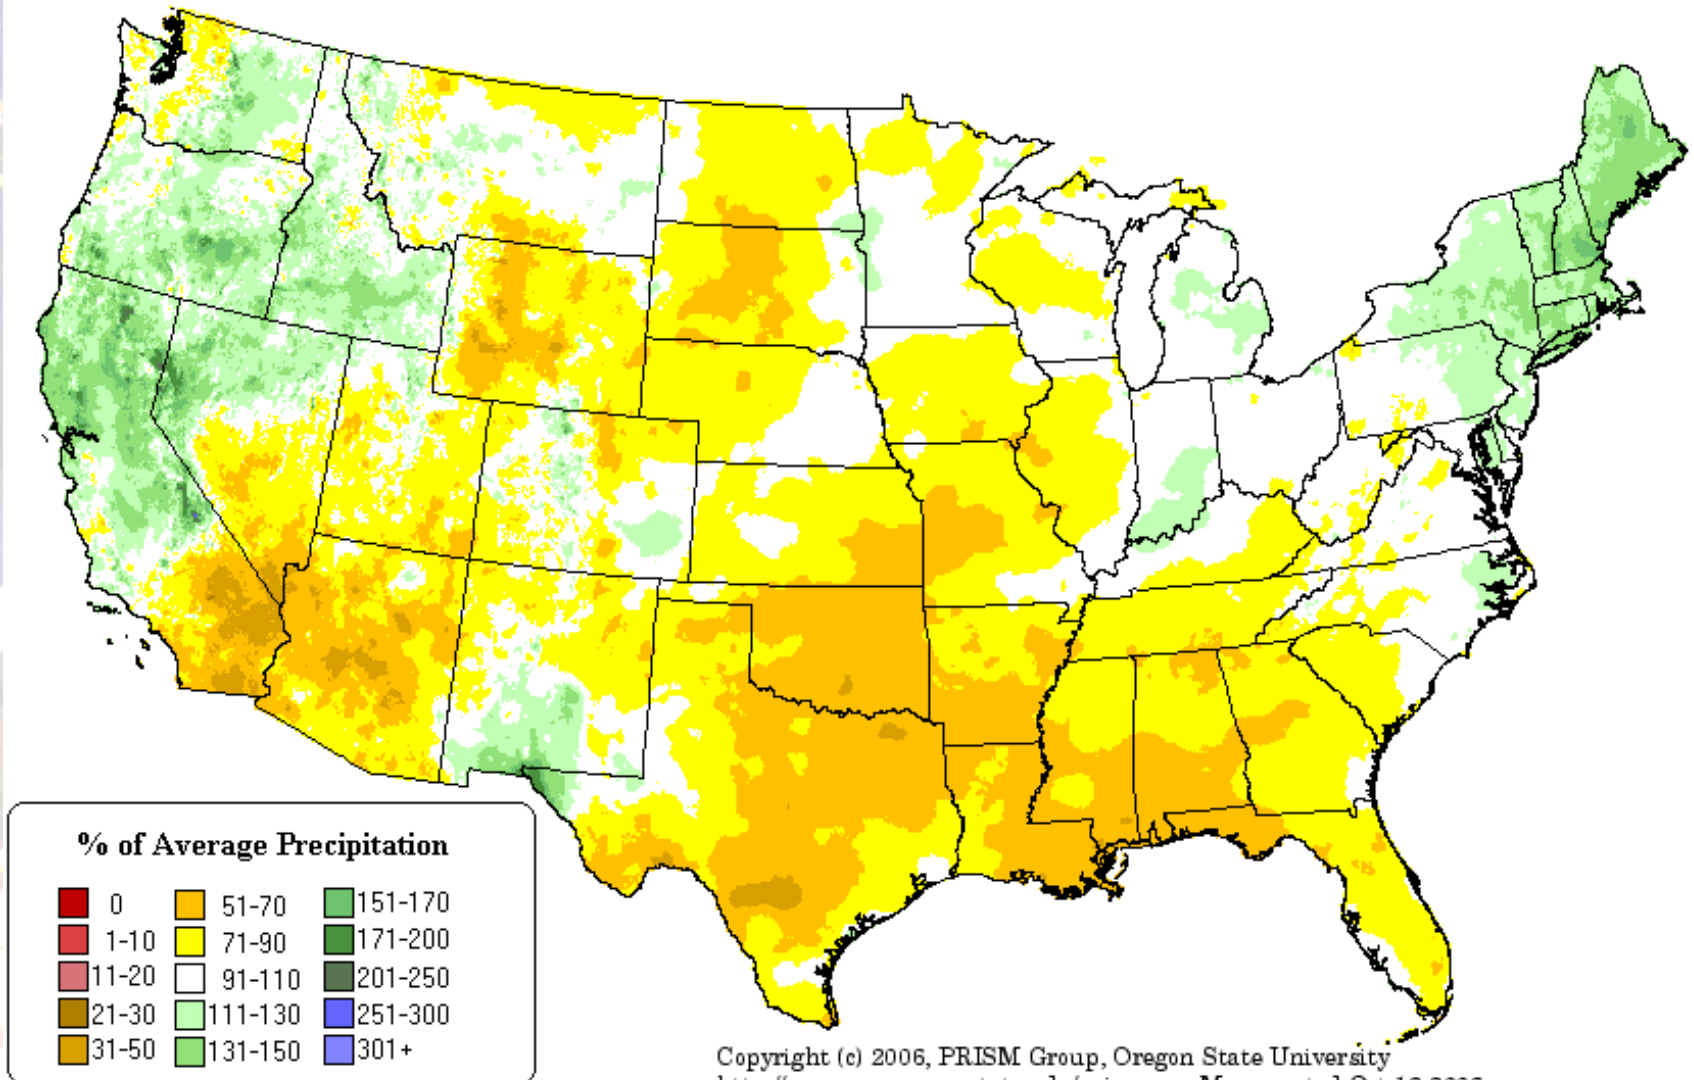 % of Average Precipitation
0 51-70 151-170
1-10 71-90 171-200
11-20 91-110 201-250
21-30 111-130 251-300
31-50 131-150 301+
Copyright (c) 2006, PRISM Group, Oregon State University